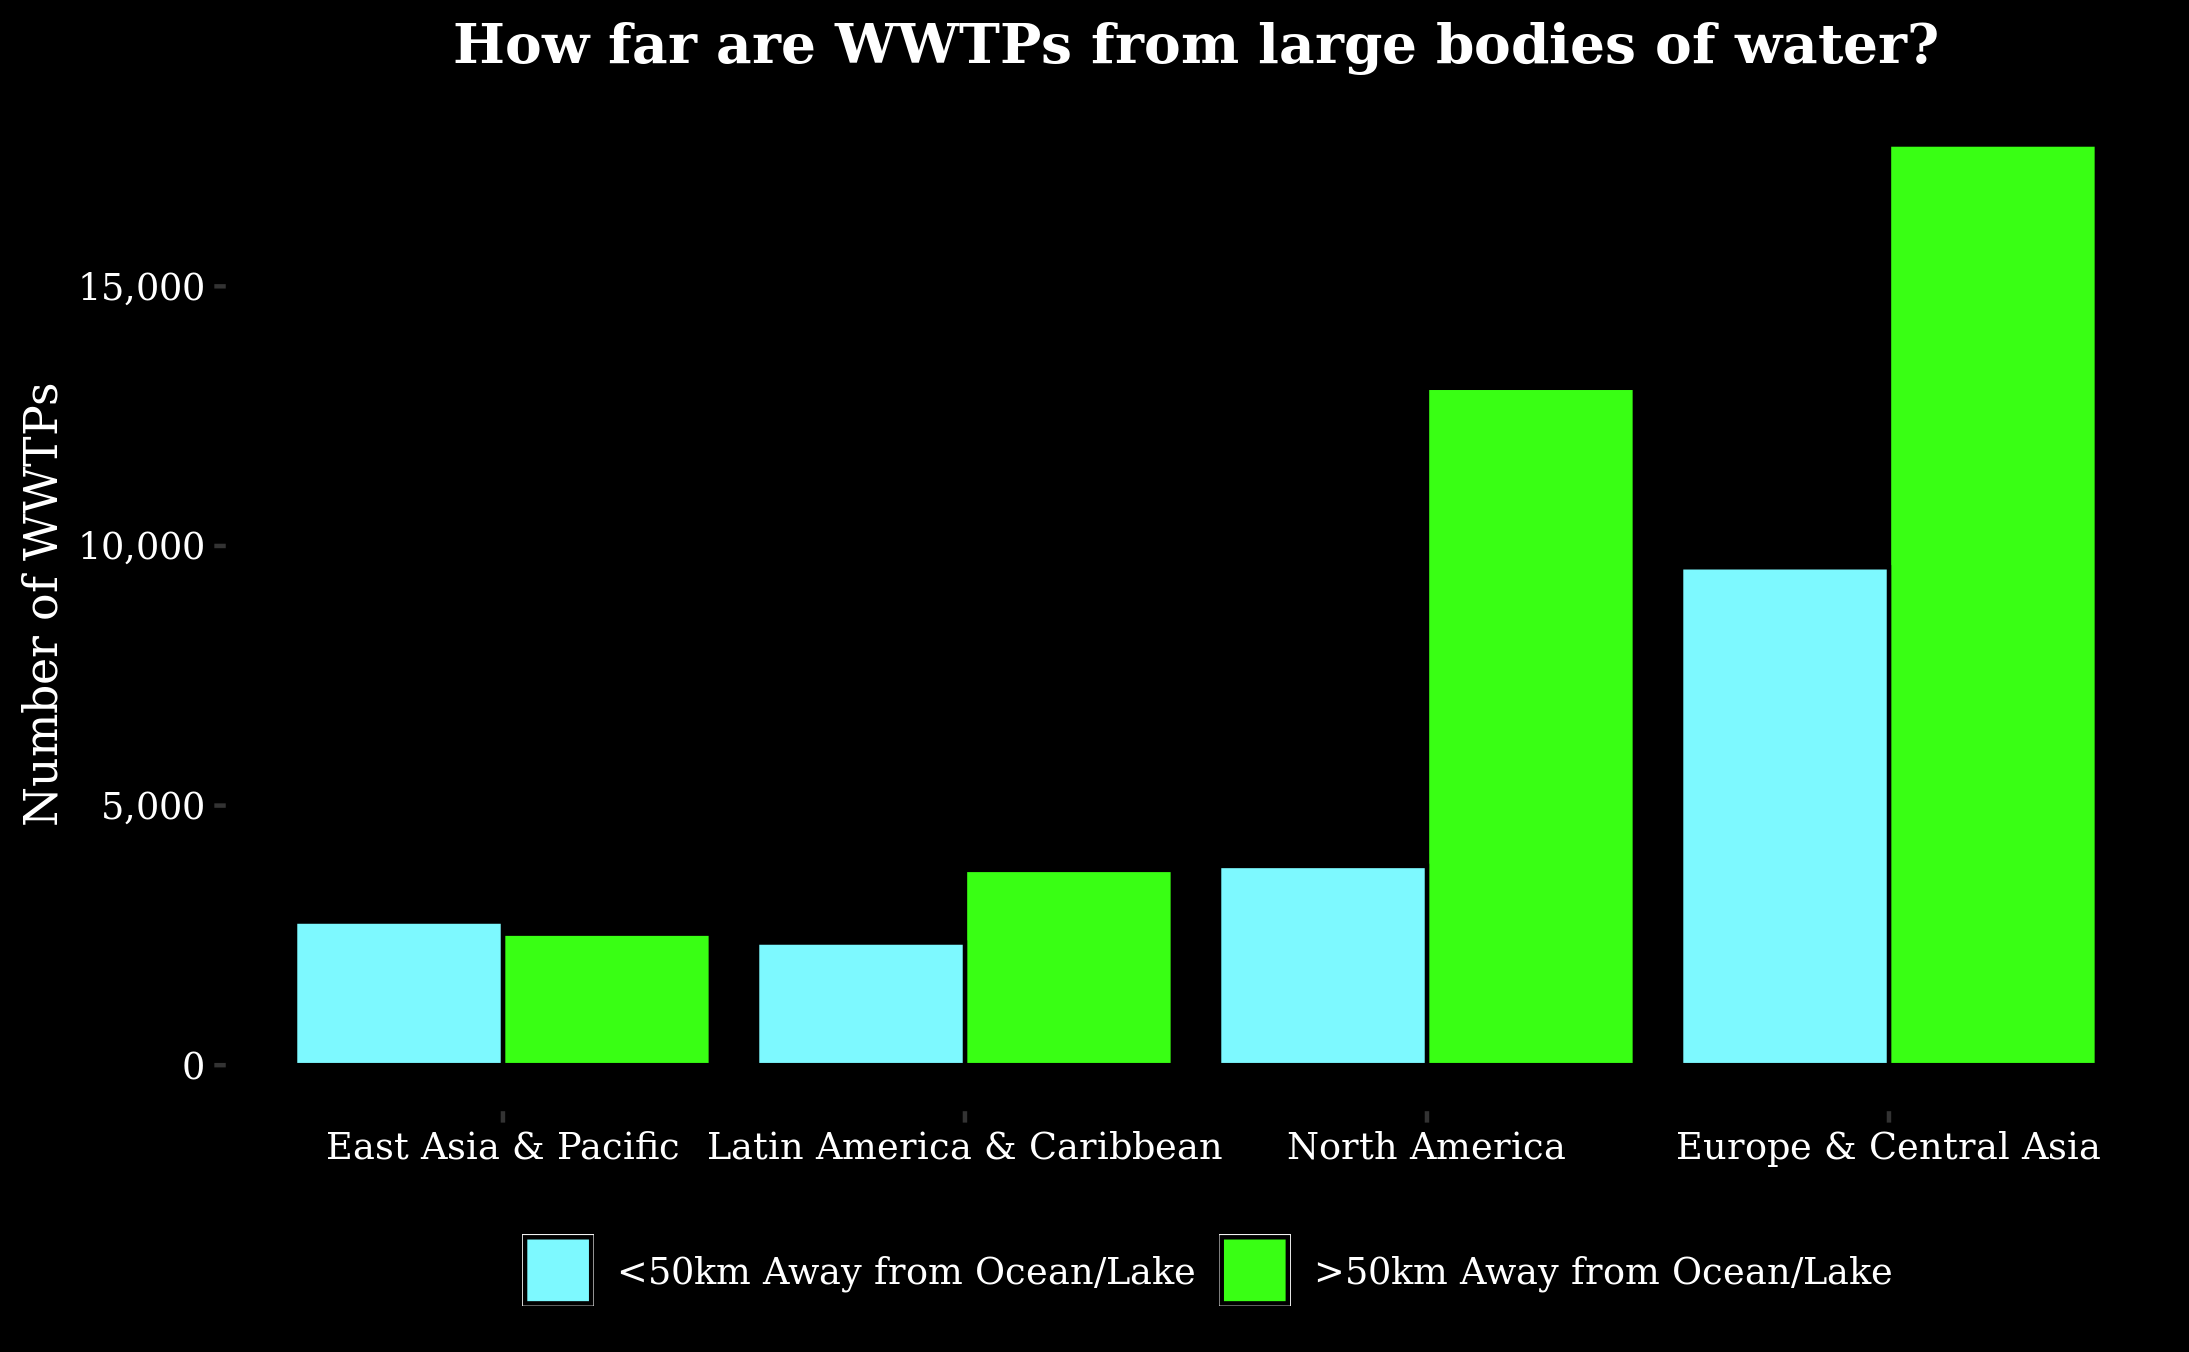 How far are WWTPs from large bodies of water?
Number of WWTPs
15,000
10,000
5,000
0
East Asia & Pacific
Latin America & Caribbean
North America
Europe & Central Asia
<50km Away from Ocean/Lake
>50km Away from Ocean/Lake